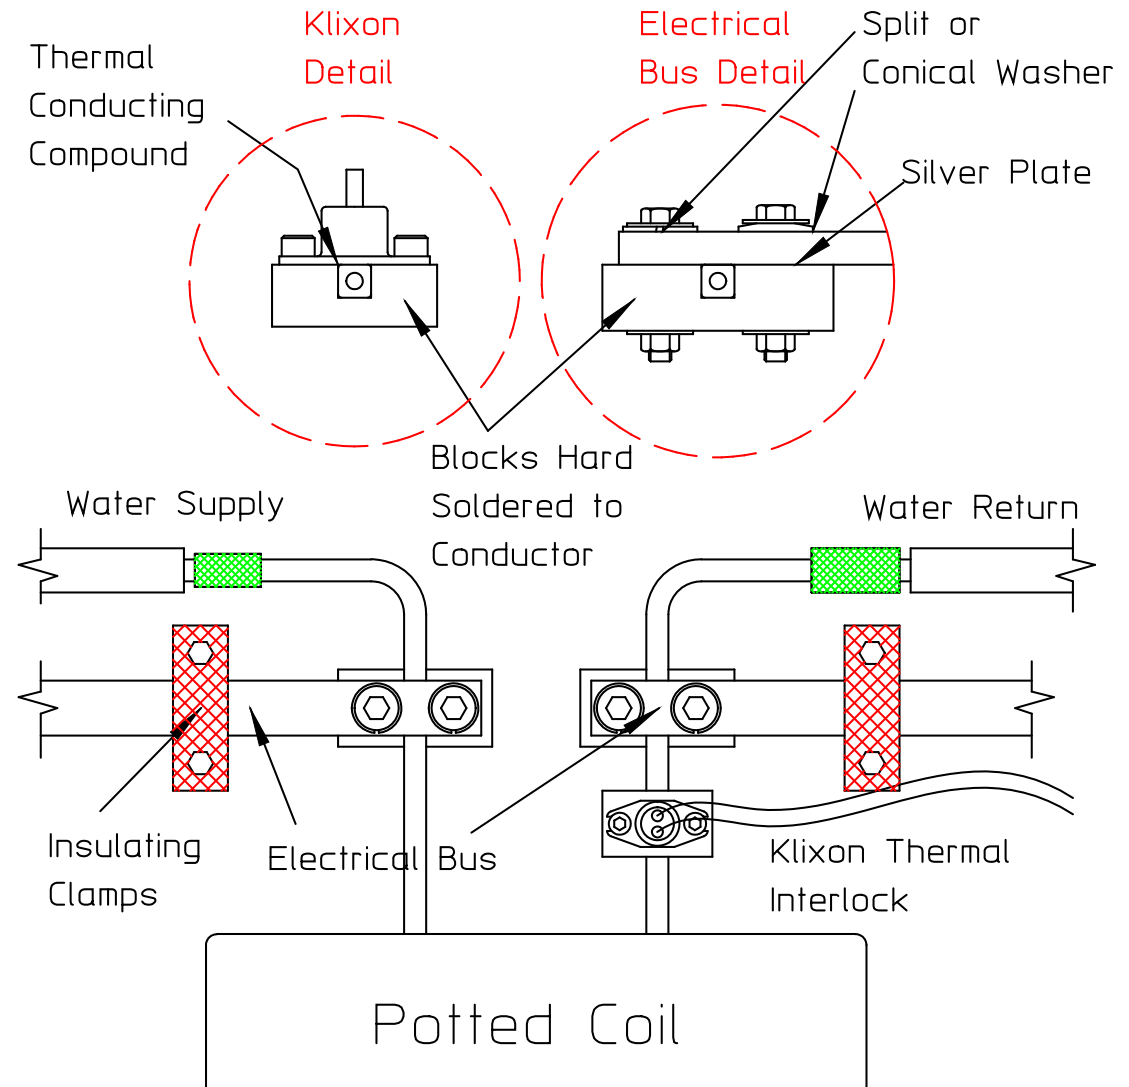 Klixon
Detail
Electrical
Bus Detail
Split or
Conical Washer
Thermal
Conducting
Compound
Silver Plate
Blocks Hard
Soldered to
Conductor
Water Supply
Water Return
Insulating
Clamps
Electrical Bus
Klixon Thermal
Interlock
Potted Coil